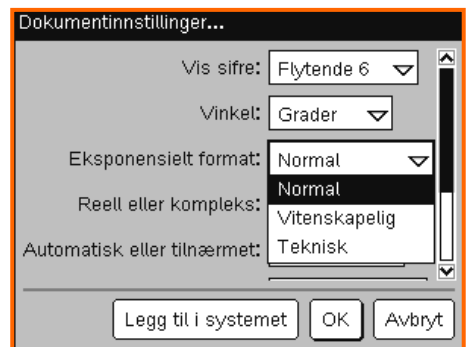 Dokumentinnstillinger...
Vis sifre: Flytende 6
Vinkel: Grader
Eksponensielt format: Normal
Normal
Reell eller kompleks:
Vitenskapelig
Automatisk eller tilnærmet:
Teknisk
Legg til i systemet OK Avbryt